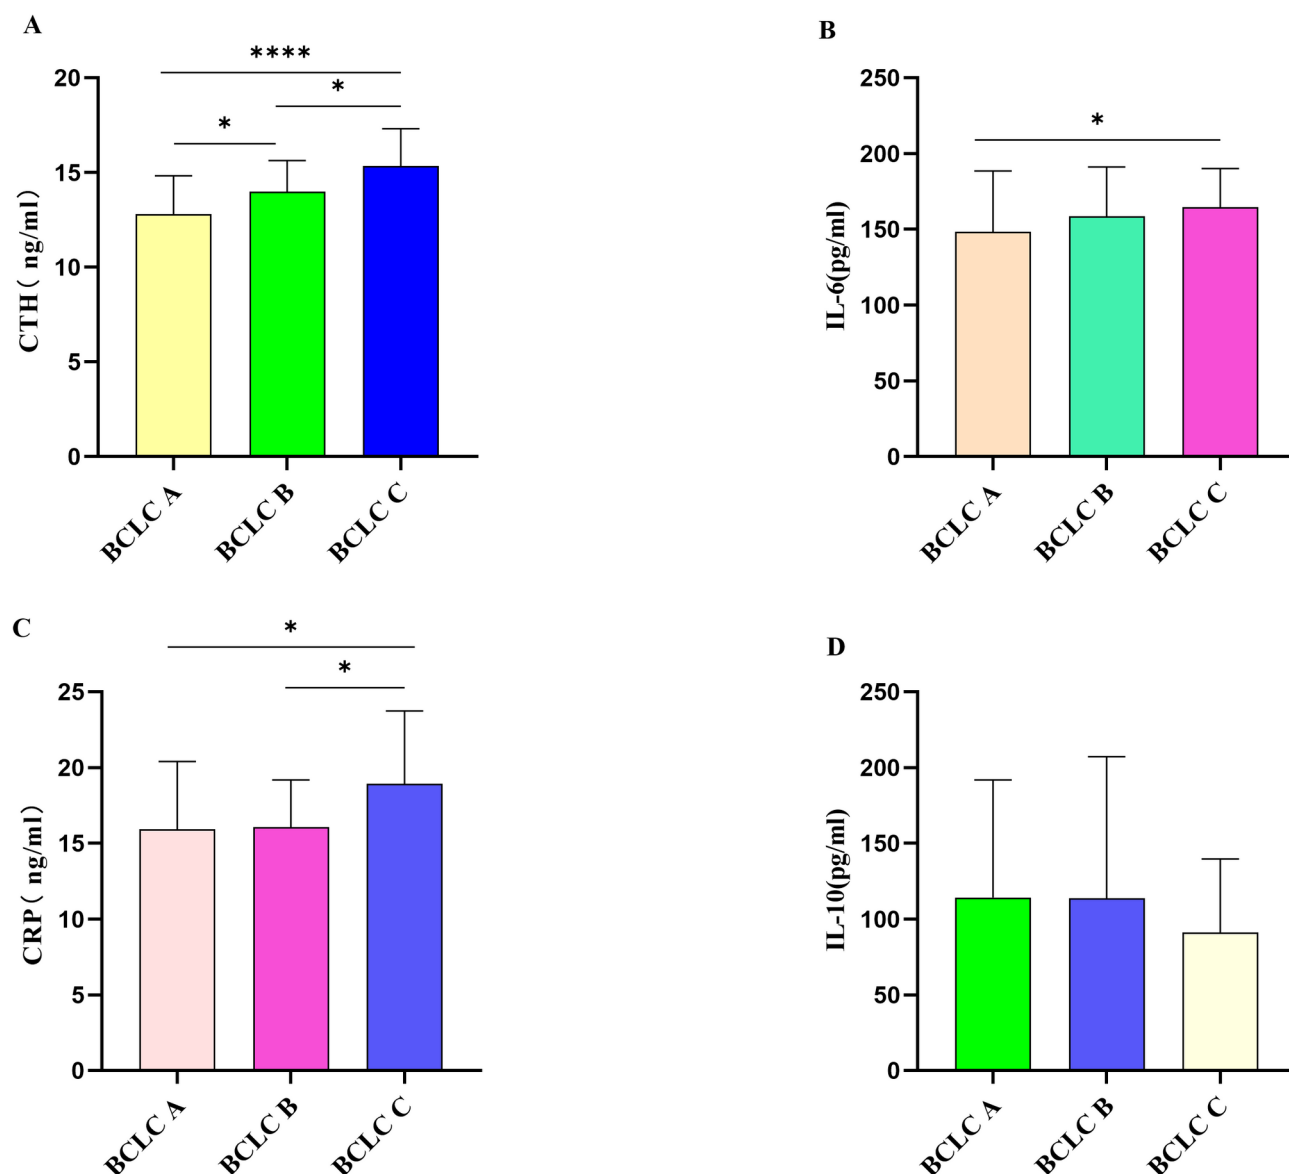 A
****
*
*
20
15
10
5
0
CTH( ng/ml)
BCLC A
BCLC B
BCLC C
B
*
250
200
150
100
50
0
IL-6(pg/ml)
BCLC A
BCLC B
BCLC C
C
*
*
25
20
15
10
5
0
CRP( ng/ml)
BCLC A
BCLC B
BCLC C
D
250
200
150
100
50
0
IL-10(pg/ml)
BCLC A
BCLC B
BCLC C